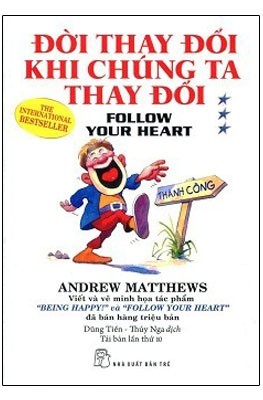 ĐỜI THAY ĐỔI
KHI CHÚNG TA
THAY ĐỔI
THE
INTERNATIONAL
BESTSELLER
FOLLOW
YOUR HEART
THÀNH CÔNG
ANDREW MATTHEWS
Viết và vẽ minh họa tác phẩm
"BEING HAPPY!" và "FOLLOW YOUR HEART"
đã bán hàng triệu bản
Dũng Tiến - Thúy Nga dịch
Tái bản lần thứ 10
NHÀ XUẤT BẢN TRẺ